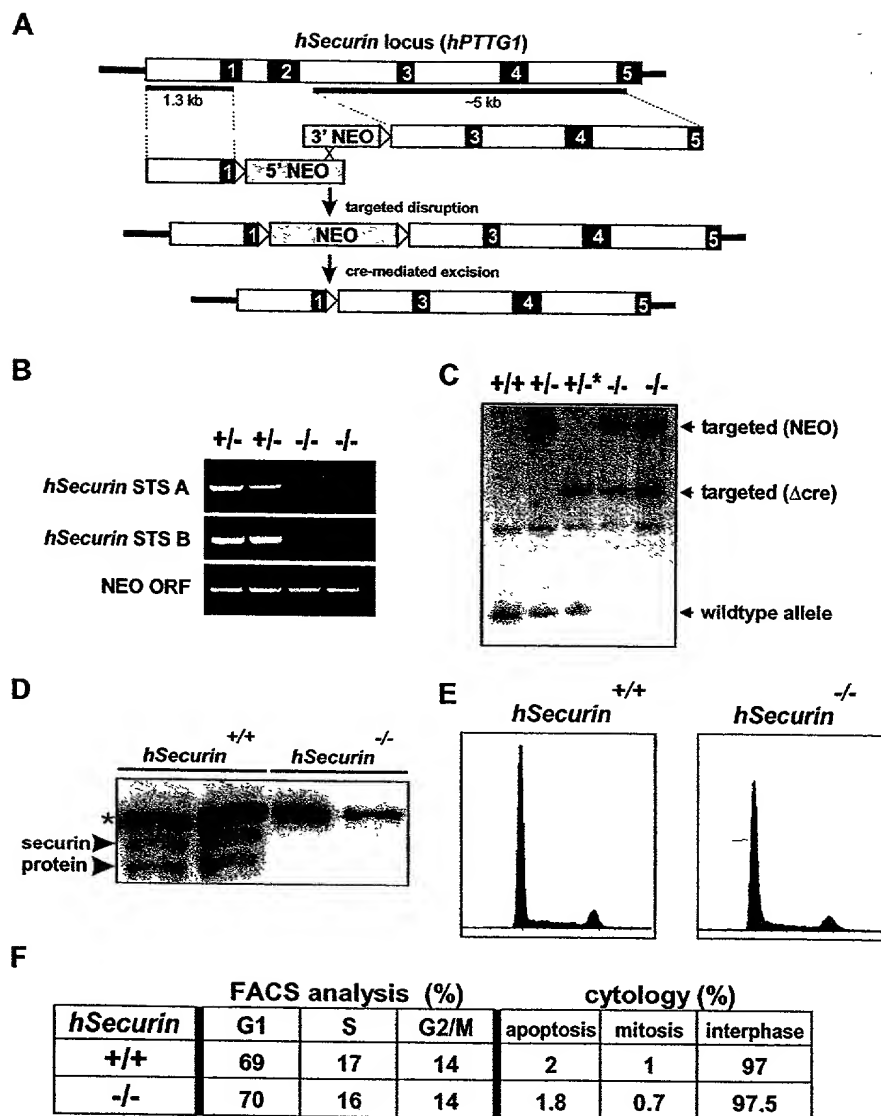 A
hSecurin locus (hPTTG1)
1 2 3 4 5
1.3 kb ~5 kb
3' NEO 3 4 5
1 5' NEO
targeted disruption
1 NEO 3 4 5
cre-mediated excision
1 3 4 5
B
+/- +/- -/- -/-
hSecurin STS A
hSecurin STS B
NEO ORF
C
+/+ +/- +/-* -/- -/-
targeted (NEO)
targeted (Δcre)
wildtype allele
D
hSecurin +/+ hSecurin -/-
*
securin
protein
E
hSecurin +/+ hSecurin -/-
F
FACS analysis (%) cytology (%)
hSecurin G1 S G2/M apoptosis mitosis interphase
+/+ 69 17 14 2 1 97
-/- 70 16 14 1.8 0.7 97.5